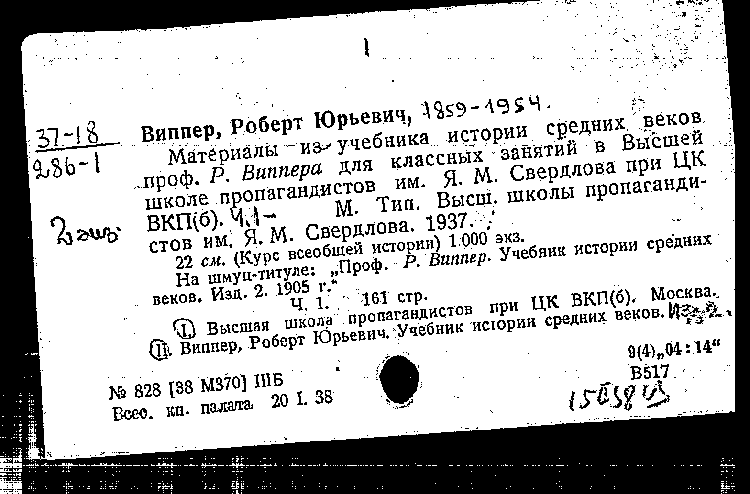 1
37-18
286-1
2 экз.
Виппер, Роберт Юрьевич, 1859-1954.
Материалы из учебника истории средних веков
проф. Р. Виппера для классных занятий в Высшей
школе пропагандистов им. Я. М. Свердлова при ЦК
ВКП(б). Ч.1- М. Тип. Высш. школы пропаганди-
стов им. Я. М. Свердлова. 1937.
22 см. (Курс всеобщей истории) 1.000 экз.
На шмуц-титуле: „Проф. Р. Виппер. Учебник истории средних
веков. Изд. 2. 1905 г.“
Ч. 1. 161 стр.
I. Высшая школа пропагандистов при ЦК ВКП(б). Москва.
II. Виппер, Роберт Юрьевич. Учебник истории средних веков.
№ 828 [38 М370] IIIБ
Всес. кн. палата 20 I. 38
9(4)„04:14“
В517